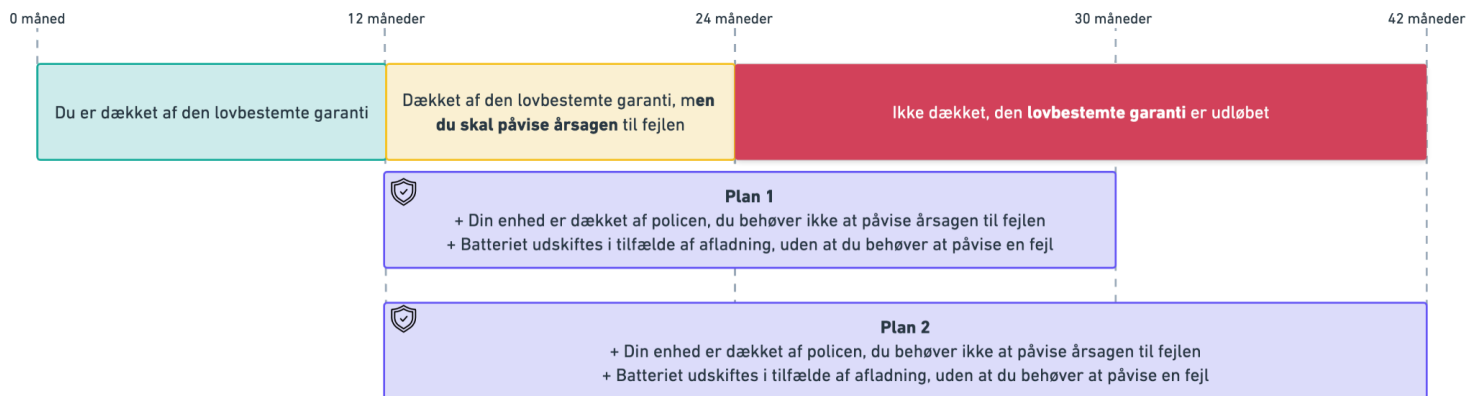 0 måned
12 måneder
24 måneder
30 måneder
42 måneder
Du er dækket af den lovbestemte garanti
Dækket af den lovbestemte garanti, men
du skal påvise årsagen til fejlen
Ikke dækket, den lovbestemte garanti er udløbet
Plan 1
+ Din enhed er dækket af policen, du behøver ikke at påvise årsagen til fejlen
+ Batteriet udskiftes i tilfælde af afladning, uden at du behøver at påvise en fejl
Plan 2
+ Din enhed er dækket af policen, du behøver ikke at påvise årsagen til fejlen
+ Batteriet udskiftes i tilfælde af afladning, uden at du behøver at påvise en fejl